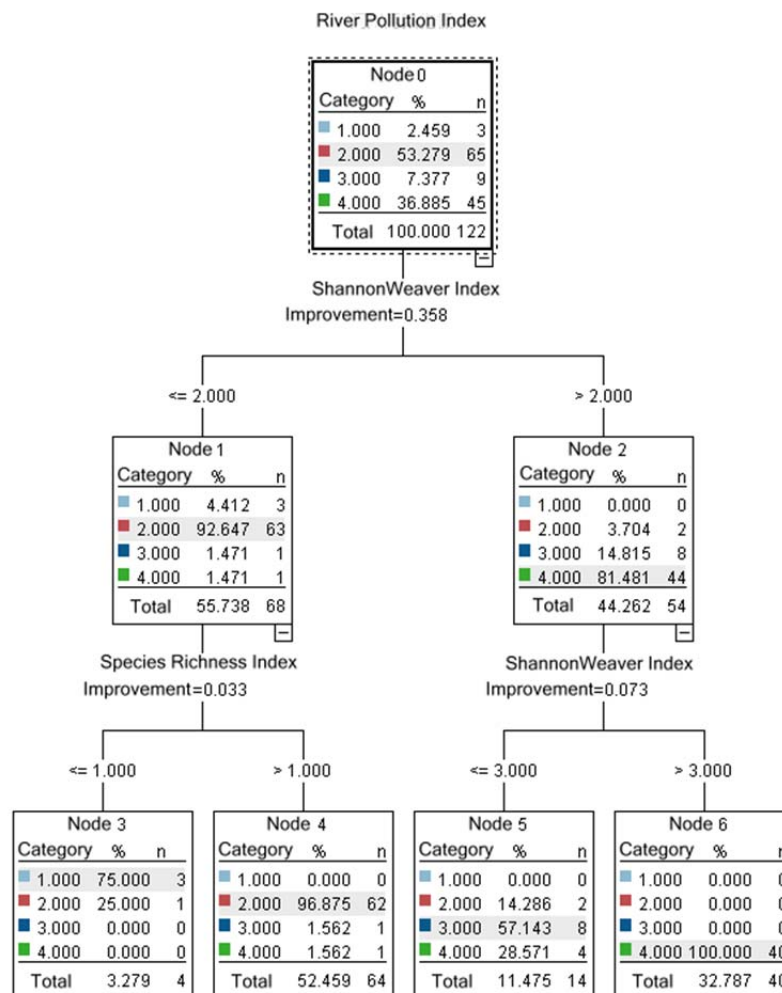 River Pollution Index
Node 0
Category % n
1.000 2.459 3
2.000 53.279 65
3.000 7.377 9
4.000 36.885 45
Total 100.000 122
ShannonWeaver Index
Improvement=0.358
<= 2.000
> 2.000
Node 1
Category % n
1.000 4.412 3
2.000 92.647 63
3.000 1.471 1
4.000 1.471 1
Total 55.738 68
Node 2
Category % n
1.000 0.000 0
2.000 3.704 2
3.000 14.815 8
4.000 81.481 44
Total 44.262 54
Species Richness Index
Improvement=0.033
ShannonWeaver Index
Improvement=0.073
<= 1.000
> 1.000
<= 3.000
> 3.000
Node 3
Category % n
1.000 75.000 3
2.000 25.000 1
3.000 0.000 0
4.000 0.000 0
Total 3.279 4
Node 4
Category % n
1.000 0.000 0
2.000 96.875 62
3.000 1.562 1
4.000 1.562 1
Total 52.459 64
Node 5
Category % n
1.000 0.000 0
2.000 14.286 2
3.000 57.143 8
4.000 28.571 4
Total 11.475 14
Node 6
Category % n
1.000 0.000 0
2.000 0.000 0
3.000 0.000 0
4.000 100.000 40
Total 32.787 40